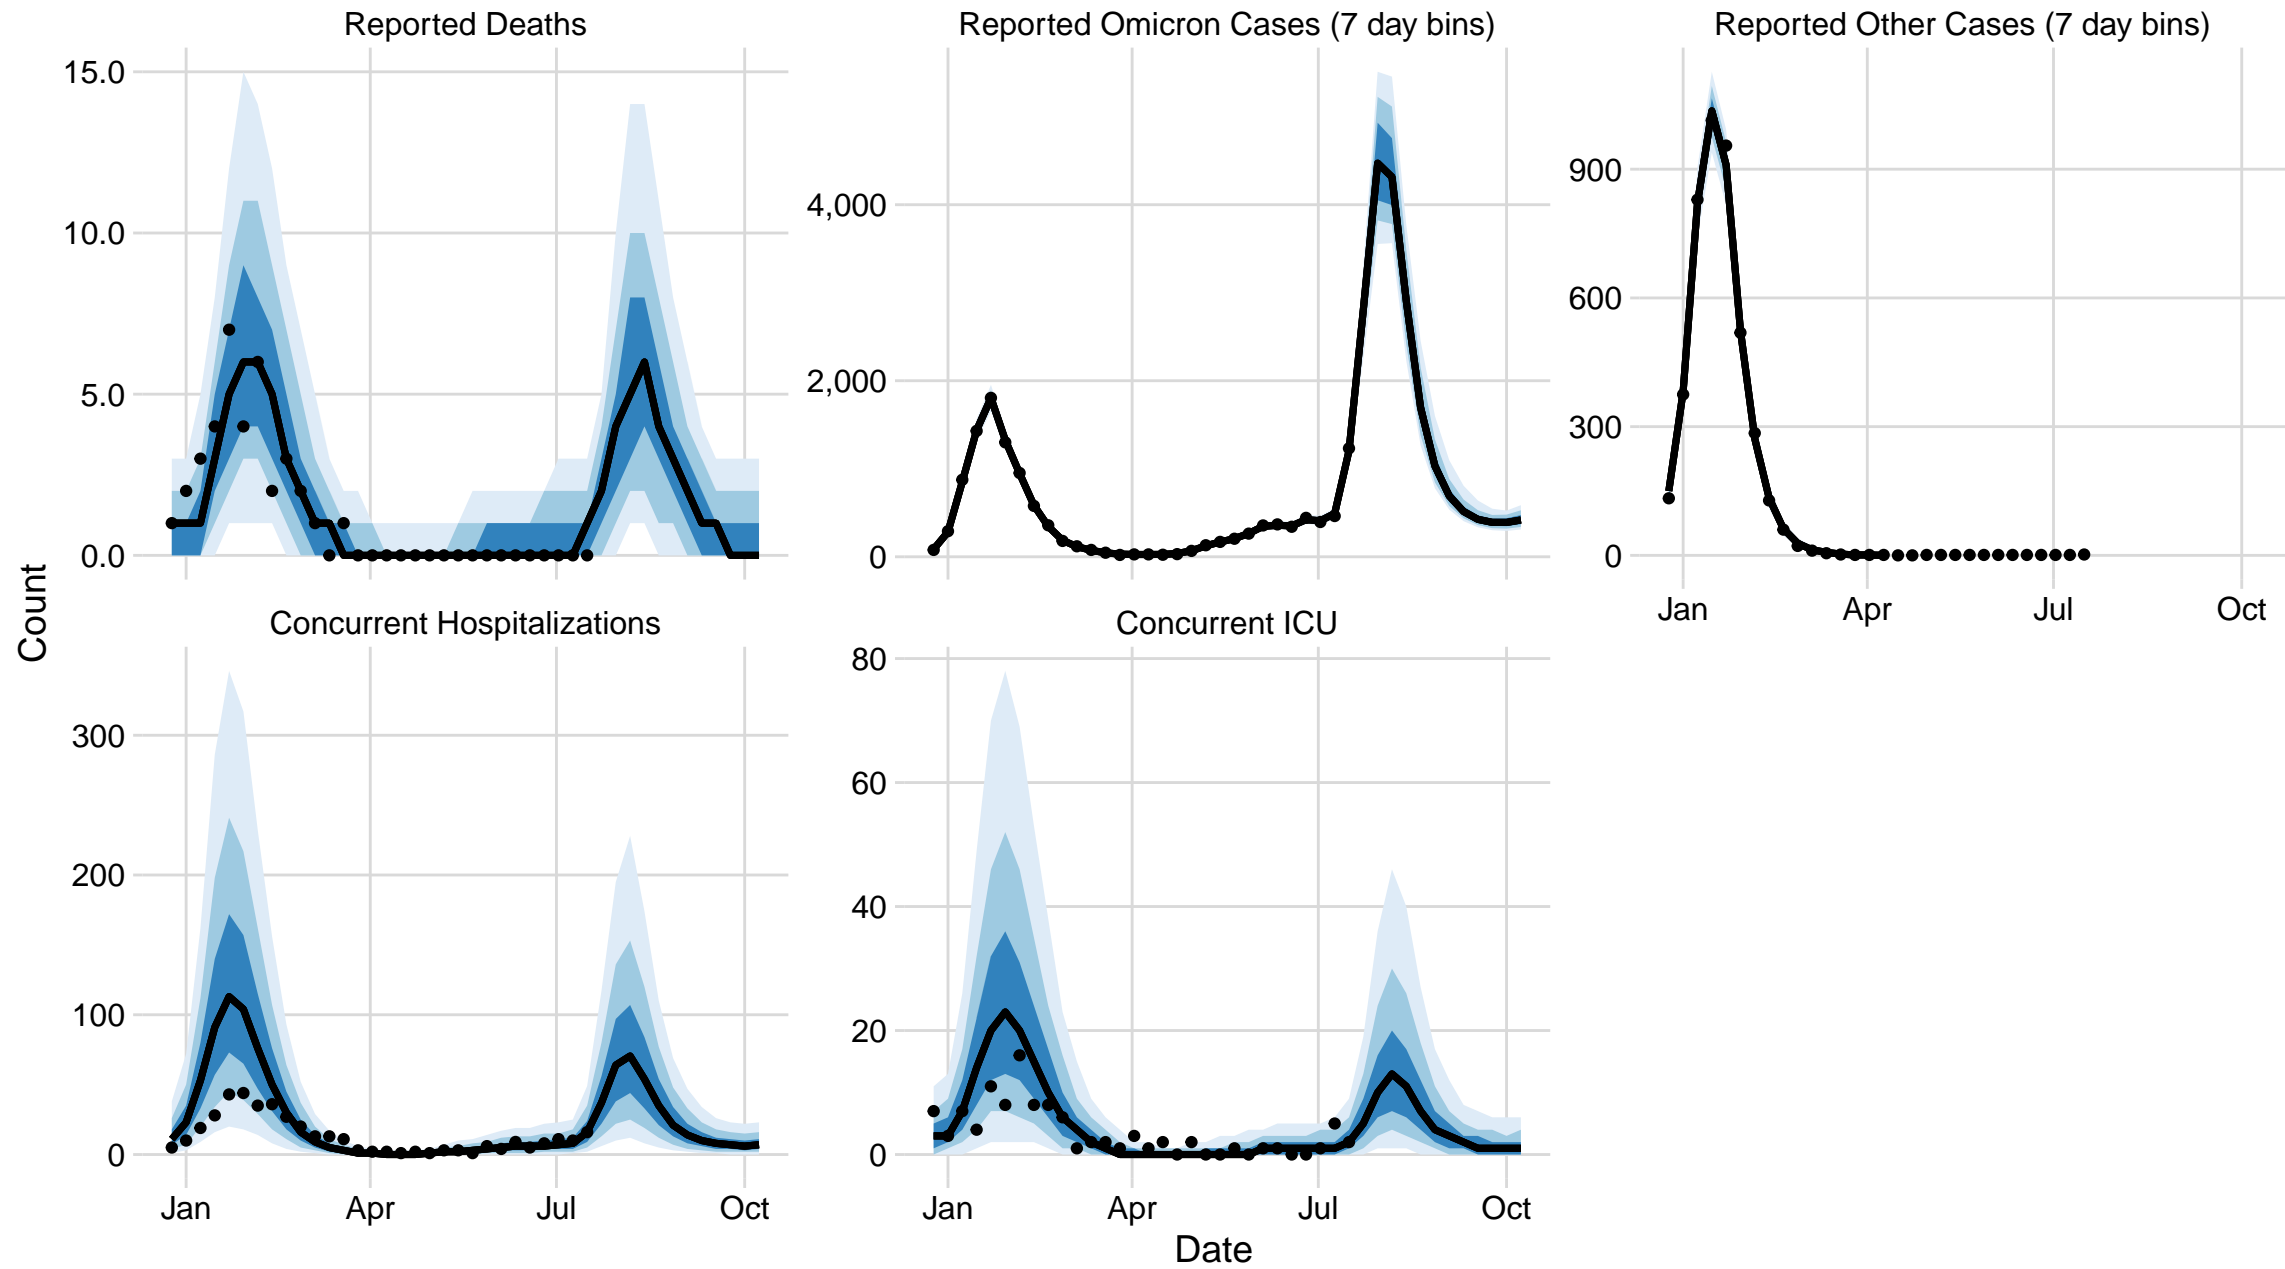 Reported Deaths
Reported Omicron Cases (7 day bins)
Reported Other Cases (7 day bins)
15.0
10.0
5.0
0.0
4,000
2,000
0
900
600
300
0
Jan Apr Jul Oct
Count
Concurrent Hospitalizations
Concurrent ICU
300
200
100
0
80
60
40
20
0
Jan Apr Jul Oct
Jan Apr Jul Oct
Date